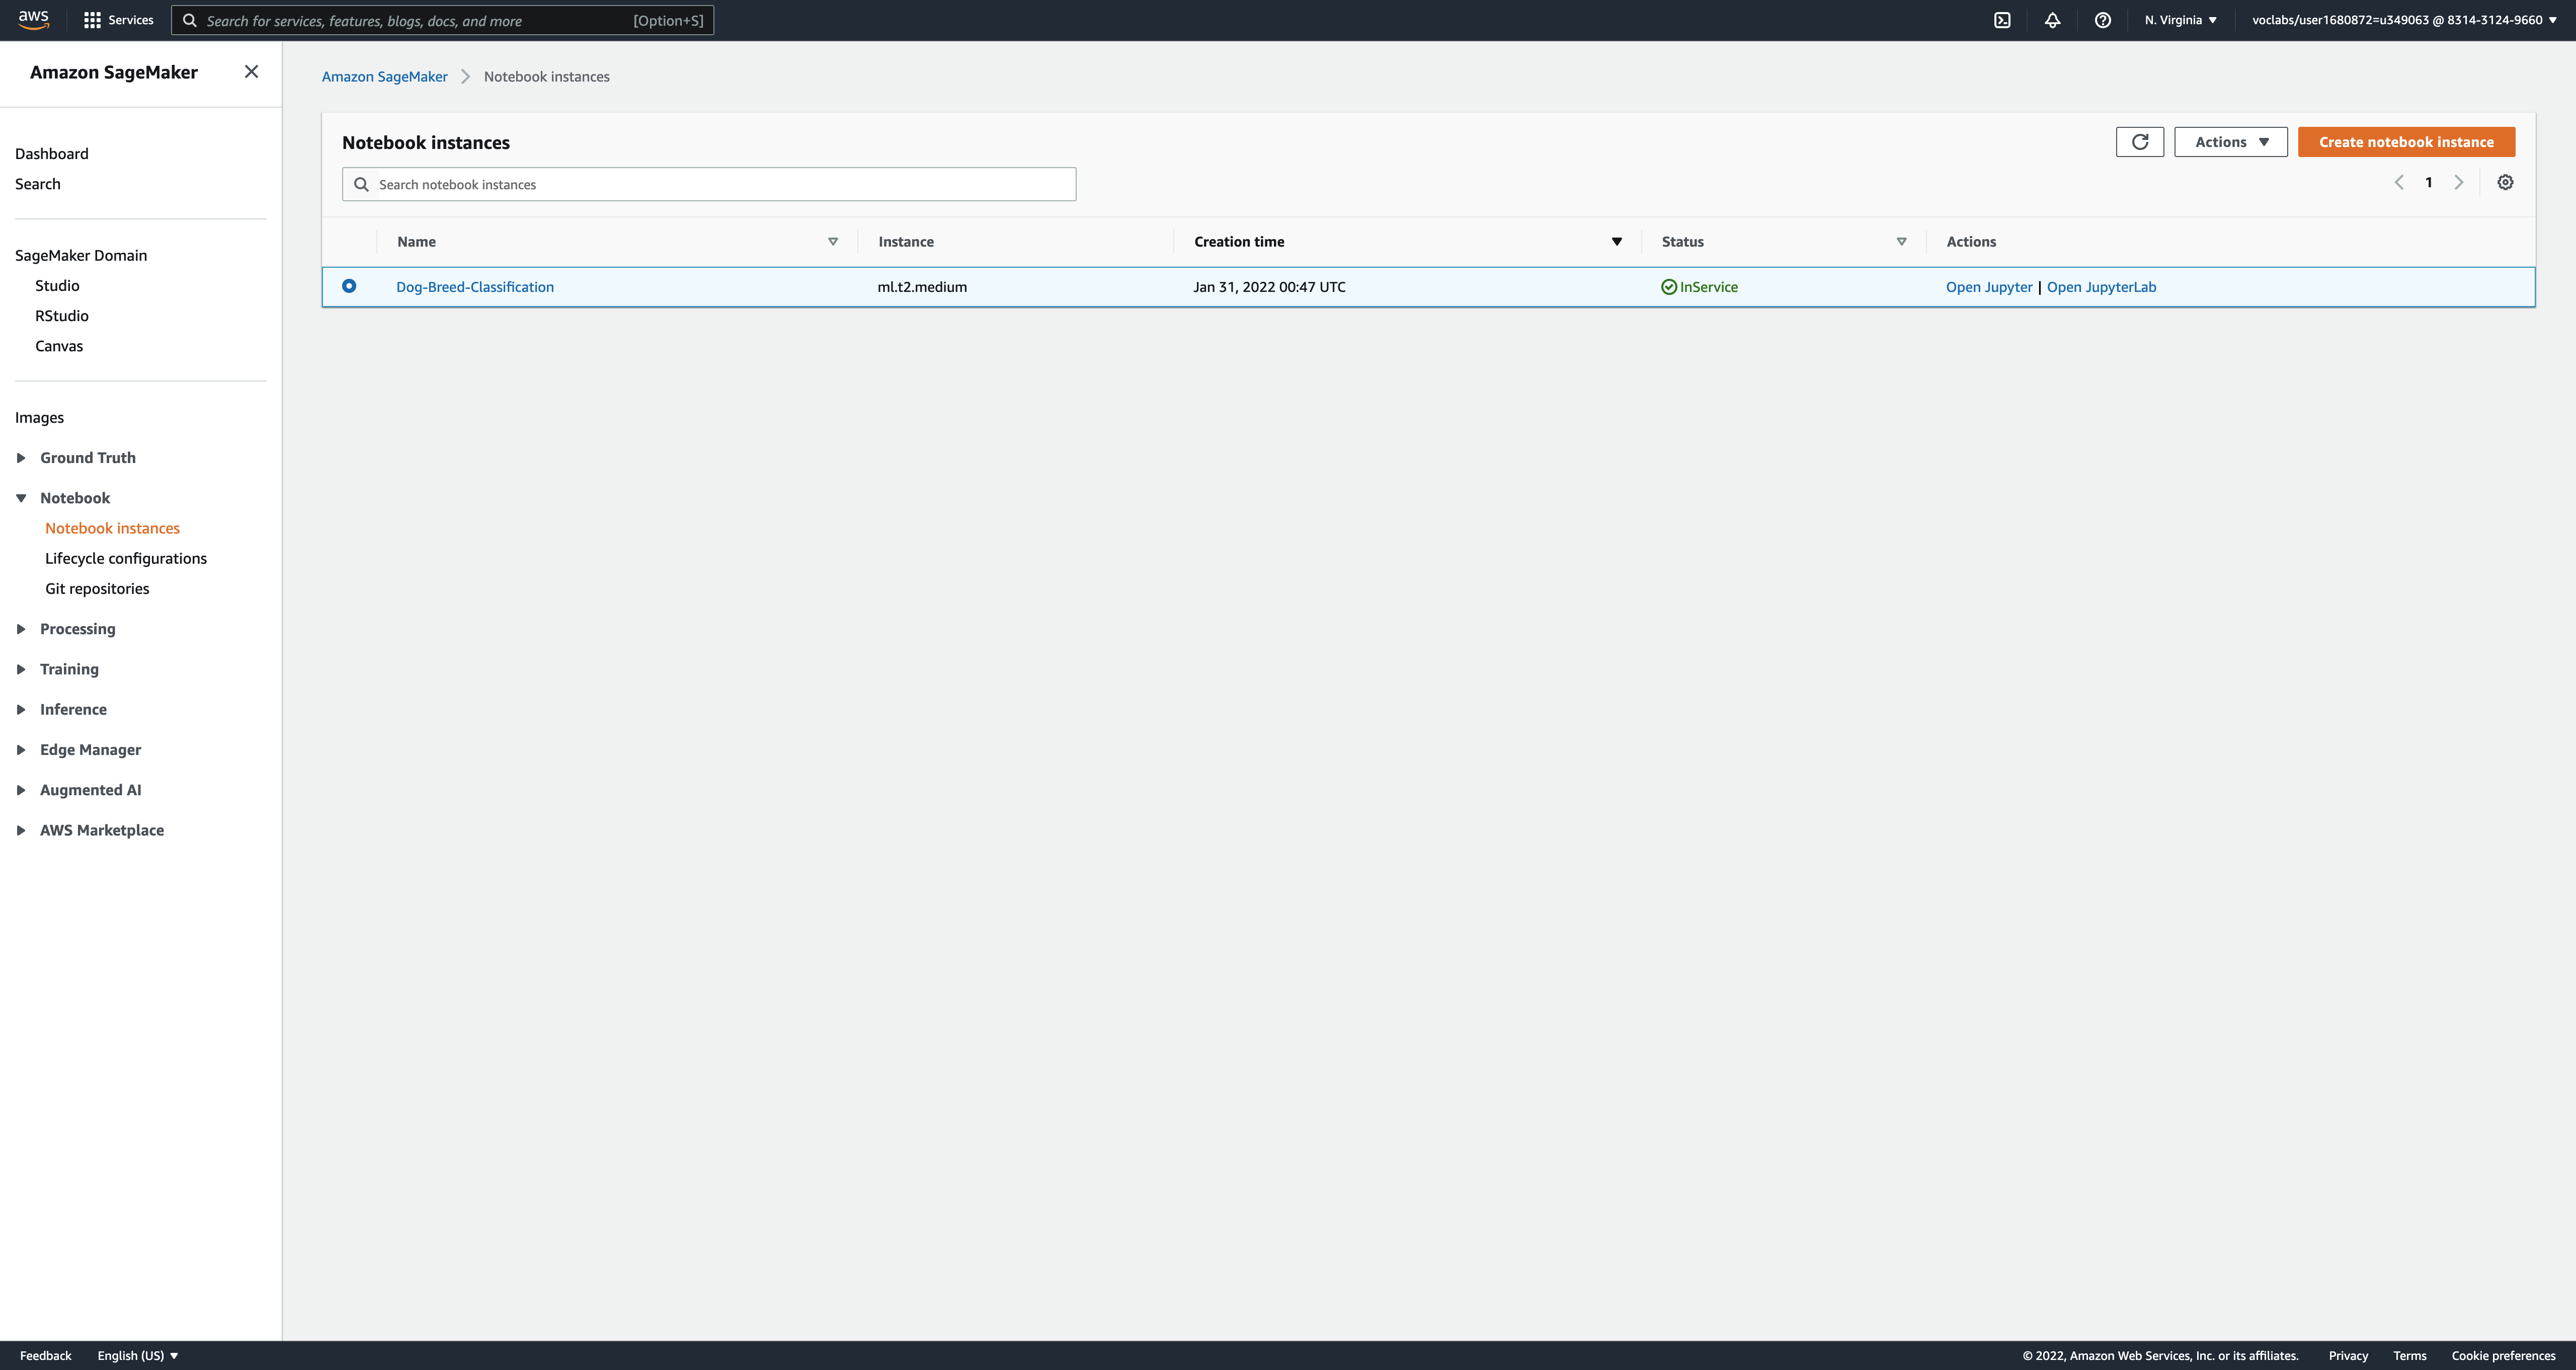 aws Services Search for services, features, blogs, docs, and more [Option+S] N. Virginia voclabs/user1680872=u349063 @ 8314-3124-9660
Amazon SageMaker
Dashboard
Search
SageMaker Domain
Studio
RStudio
Canvas
Images
Ground Truth
Notebook
Notebook instances
Lifecycle configurations
Git repositories
Processing
Training
Inference
Edge Manager
Augmented AI
AWS Marketplace
Amazon SageMaker Notebook instances
Notebook instances Actions Create notebook instance
Search notebook instances 1
Name Instance Creation time Status Actions
Dog-Breed-Classification ml.t2.medium Jan 31, 2022 00:47 UTC InService Open Jupyter | Open JupyterLab
Feedback English (US) © 2022, Amazon Web Services, Inc. or its affiliates. Privacy Terms Cookie preferences